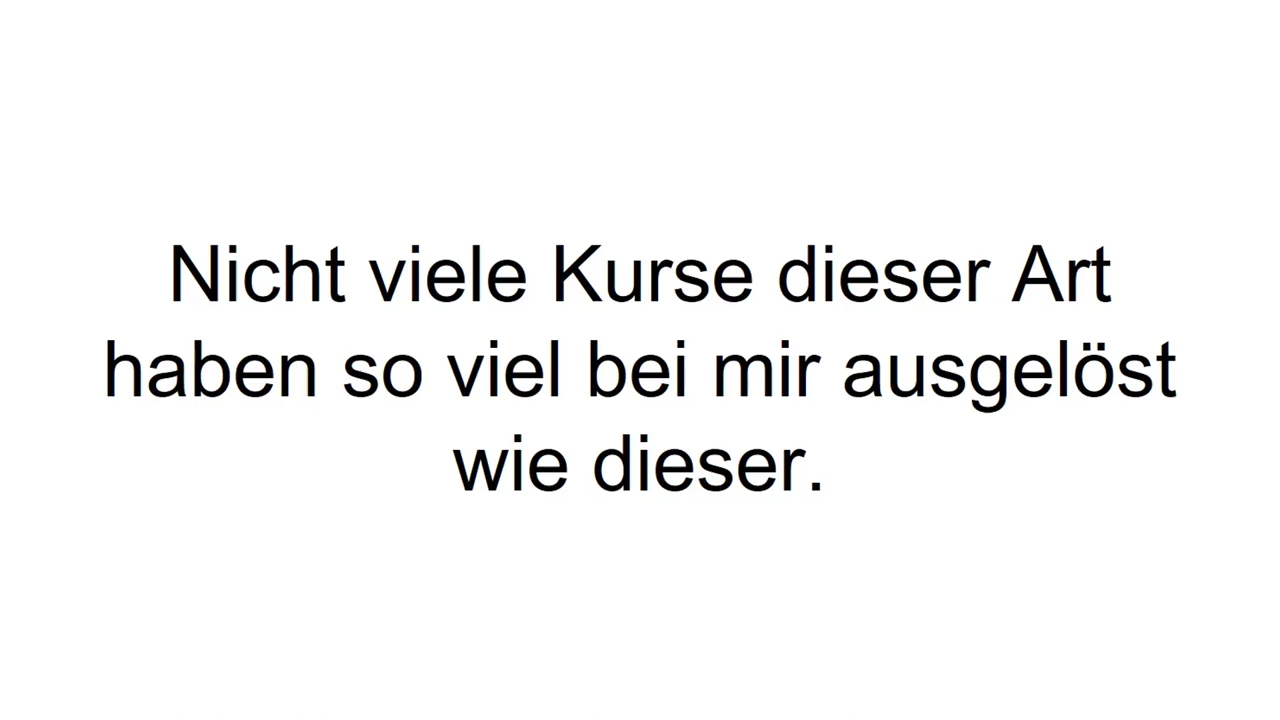 Nicht viele Kurse dieser Art
haben so viel bei mir ausgelöst
wie dieser.